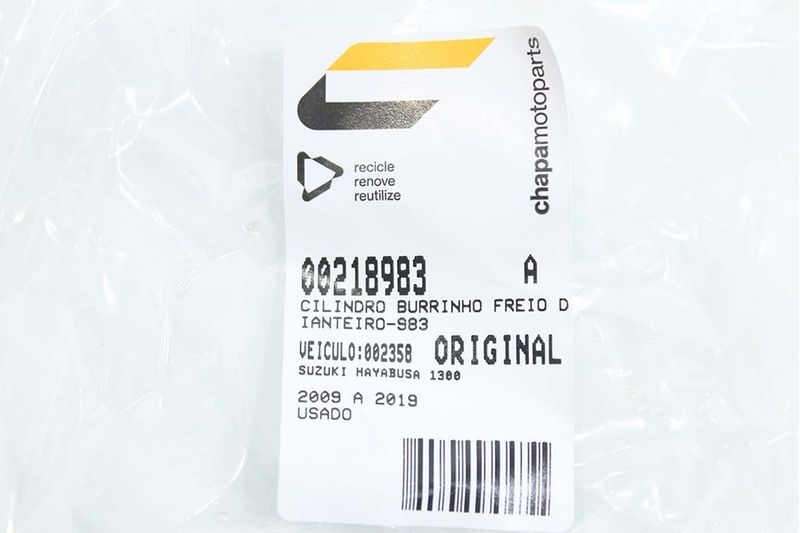 chapamotoparts
recicle
renove
reutilize
00218983 A
CILINDRO BURRINHO FREIO D
IANTEIRO-983
VEICULO:002358 ORIGINAL
SUZUKI HAYABUSA 1300
2009 A 2019
USADO